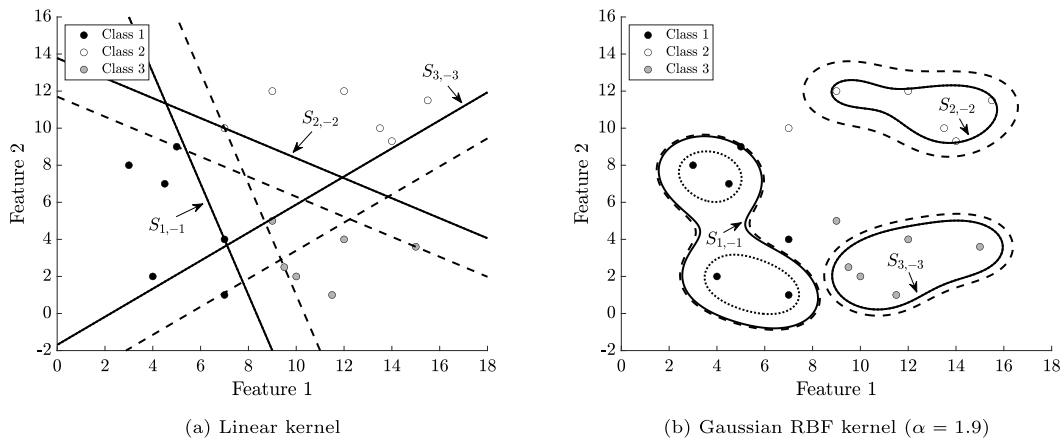 16
14
12
10
8
6
4
2
0
-2
Feature 2
Class 1
Class 2
Class 3
S3,−3
S2,−2
S1,−1
0 2 4 6 8 10 12 14 16 18
Feature 1
(a) Linear kernel
16
14
12
10
8
6
4
2
0
-2
Feature 2
Class 1
Class 2
Class 3
S2,−2
S1,−1
S3,−3
0 2 4 6 8 10 12 14 16 18
Feature 1
(b) Gaussian RBF kernel (α = 1.9)